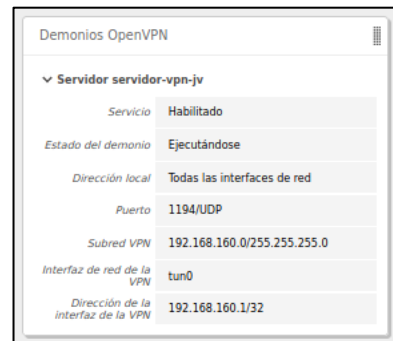 Demonios OpenVPN
Servidor servidor-vpn-jv
Servicio Habilitado
Estado del demonio Ejecutándose
Dirección local Todas las interfaces de red
Puerto 1194/UDP
Subred VPN 192.168.160.0/255.255.255.0
Interfaz de red de la
VPN tun0
Dirección de la
interfaz de la VPN 192.168.160.1/32